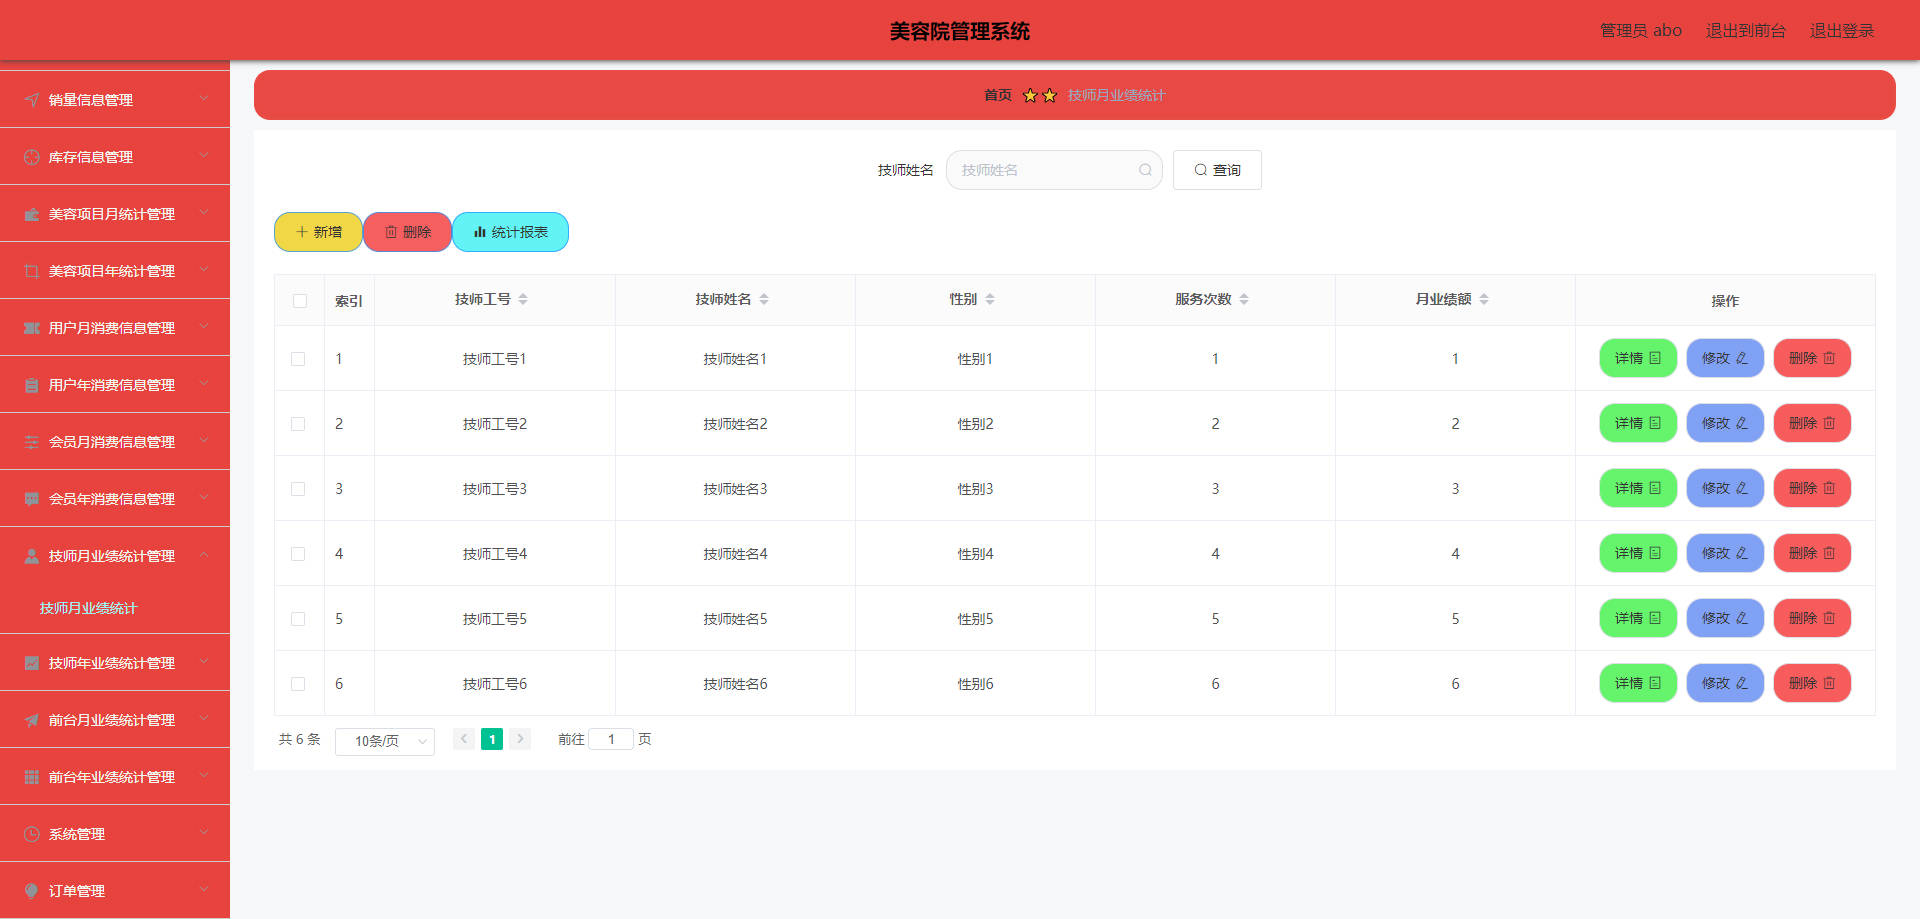 美容院管理系统
管理员 abo 退出到前台 退出登录
销量信息管理
库存信息管理
美容项目月统计管理
美容项目年统计管理
用户月消费信息管理
用户年消费信息管理
会员月消费信息管理
会员年消费信息管理
技师月业绩统计管理
技师月业绩统计
技师年业绩统计管理
前台月业绩统计管理
前台年业绩统计管理
系统管理
订单管理
首页 技师月业绩统计
技师姓名 技师姓名 查询
新增 删除 统计报表
索引 技师工号 技师姓名 性别 服务次数 月业绩额 操作
1 技师工号1 技师姓名1 性别1 1 1 详情 修改 删除
2 技师工号2 技师姓名2 性别2 2 2 详情 修改 删除
3 技师工号3 技师姓名3 性别3 3 3 详情 修改 删除
4 技师工号4 技师姓名4 性别4 4 4 详情 修改 删除
5 技师工号5 技师姓名5 性别5 5 5 详情 修改 删除
6 技师工号6 技师姓名6 性别6 6 6 详情 修改 删除
共 6 条 10条/页 1 前往 1 页